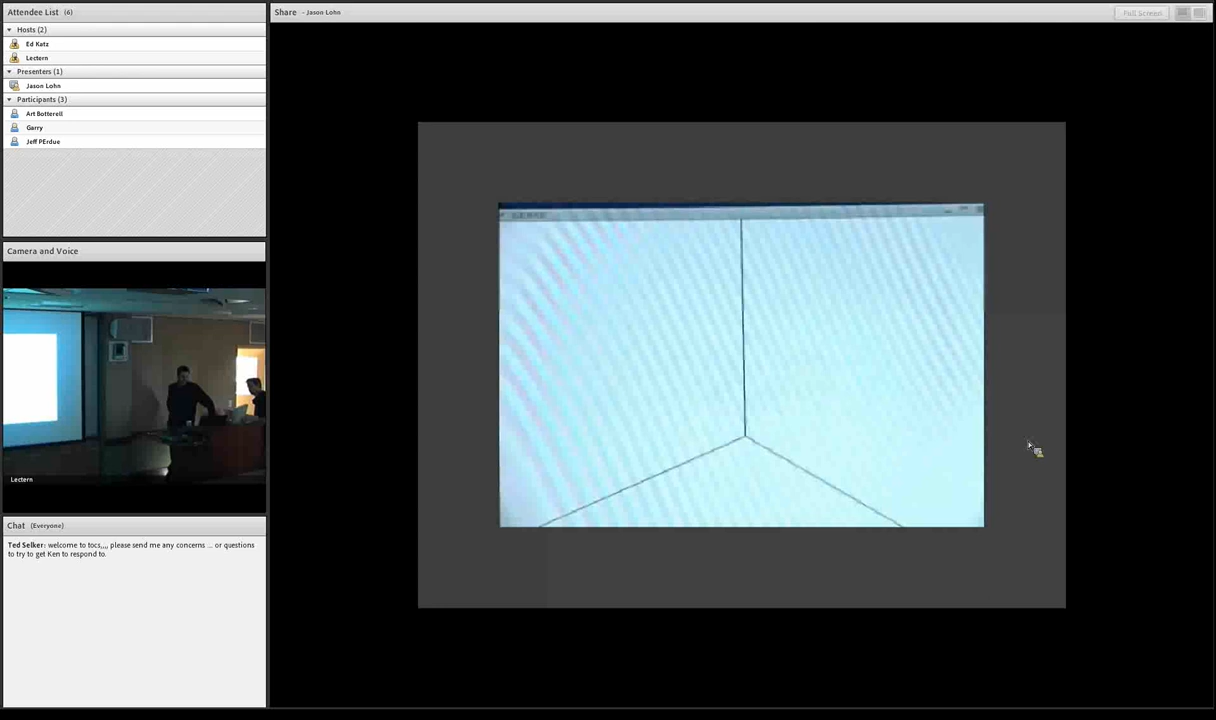 Attendee List (6)
Hosts (2)
Ed Katz
Lectern
Presenters (1)
Jason Lohn
Participants (3)
Art Botterell
Garry
Jeff PErdue
Camera and Voice
Lectern
Chat (Everyone)
Ted Selker: welcome to tocs,,,, please send me any concerns ... or questions
to try to get Ken to respond to.
Share - Jason Lohn
Full Screen